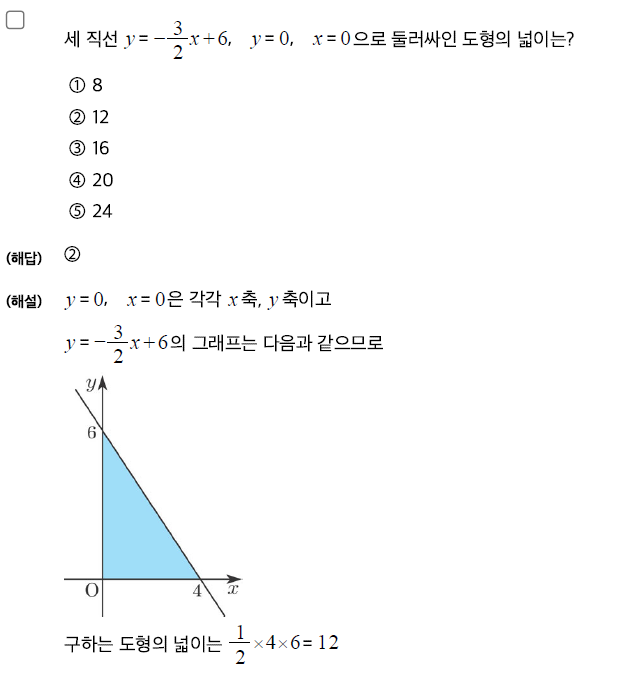 세 직선 y = -3/2x+6, y = 0, x = 0으로 둘러싸인 도형의 넓이는?
① 8
② 12
③ 16
④ 20
⑤ 24
(해답) ②
(해설) y = 0, x = 0은 각각 x축, y축이고
y = -3/2x+6의 그래프는 다음과 같으므로
y
6
O 4 x
구하는 도형의 넓이는 1/2×4×6= 12